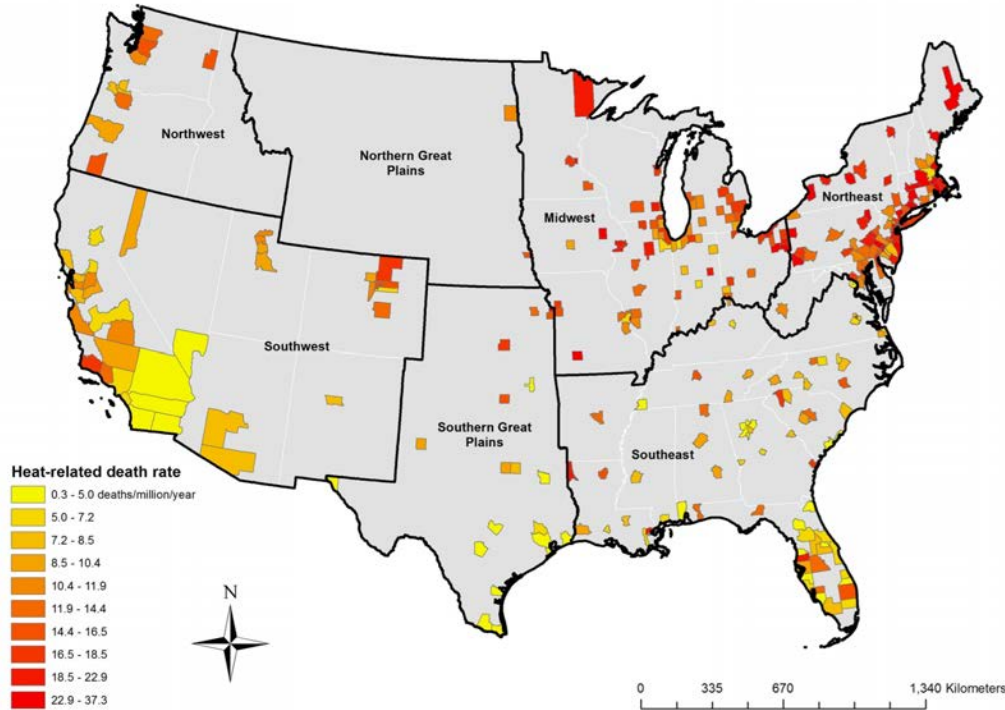 Northwest
Northern Great
Plains
Midwest
Northeast
Southwest
Southern Great
Plains
Southeast
Heat-related death rate
0.3 - 5.0 deaths/million/year
5.0 - 7.2
7.2 - 8.5
8.5 - 10.4
10.4 - 11.9
11.9 - 14.4
14.4 - 16.5
16.5 - 18.5
18.5 - 22.9
22.9 - 37.3
N
0 335 670 1,340 Kilometers